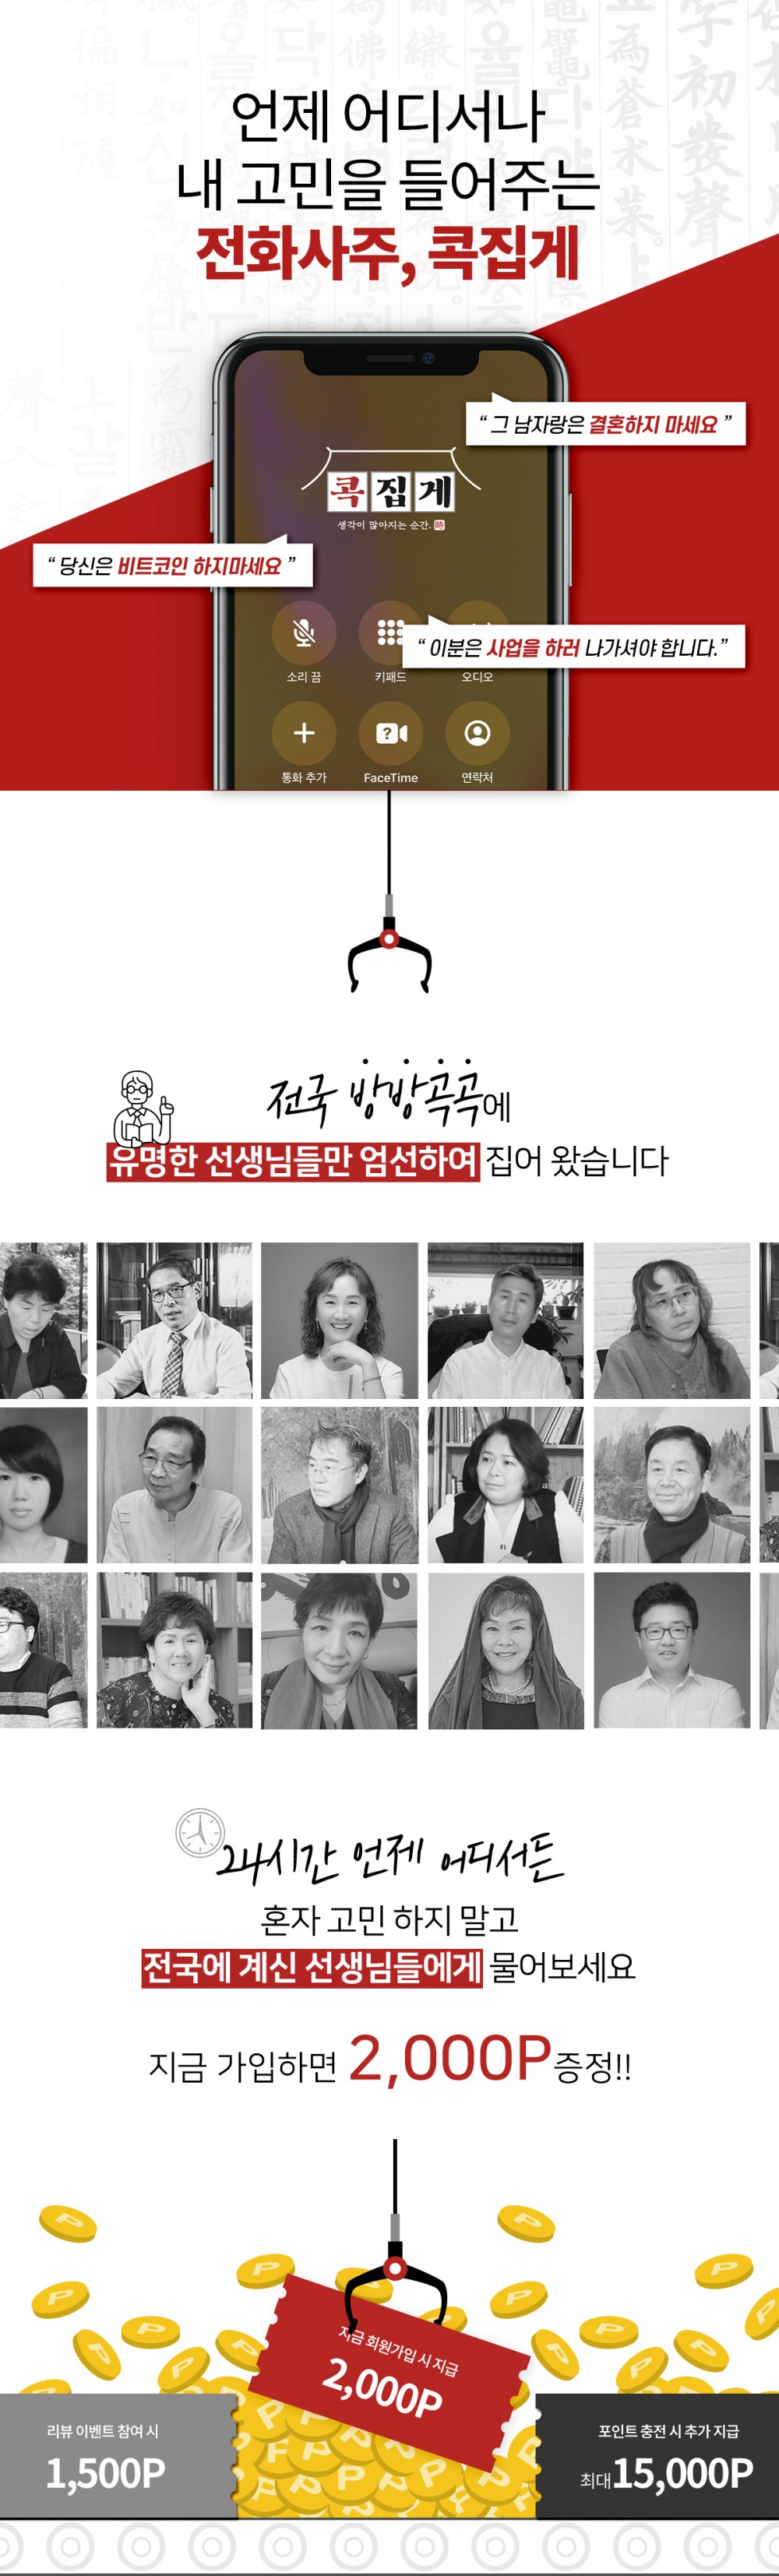 언제 어디서나
내 고민을 들어주는
전화사주, 콕집게
“ 그 남자랑은 결혼하지 마세요 ”
콕집게
생각이 많아지는 순간. 時
“ 당신은 비트코인 하지마세요 ”
“ 이분은 사업을 하러 나가셔야 합니다.”
소리 끔
키패드
오디오
통화 추가
FaceTime
연락처
전국 방방곡곡에
유명한 선생님들만 엄선하여 집어 왔습니다
24시간 언제 어디서든
혼자 고민 하지 말고
전국에 계신 선생님들에게 물어보세요
지금 가입하면 2,000P증정!!
지금 회원가입 시 지급
2,000P
리뷰 이벤트 참여 시
1,500P
포인트 충전 시 추가 지급
최대15,000P